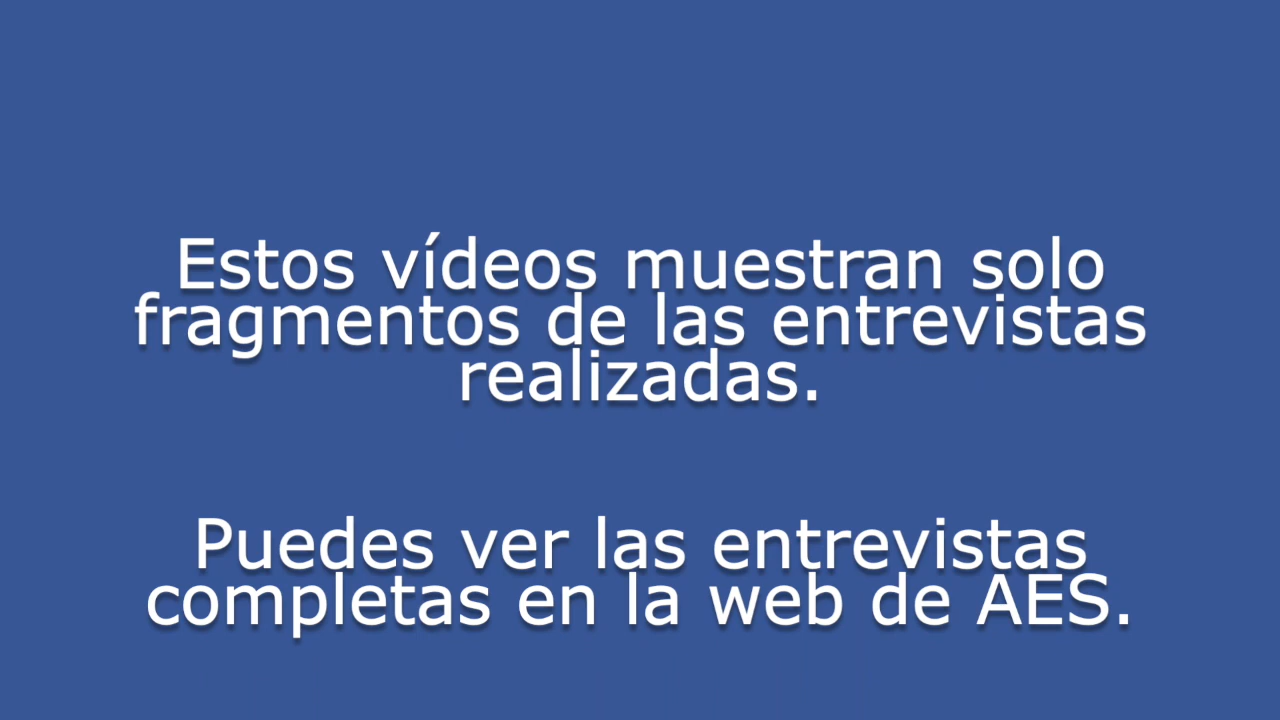 Estos vídeos muestran solo
fragmentos de las entrevistas
realizadas.
Puedes ver las entrevistas
completas en la web de AES.